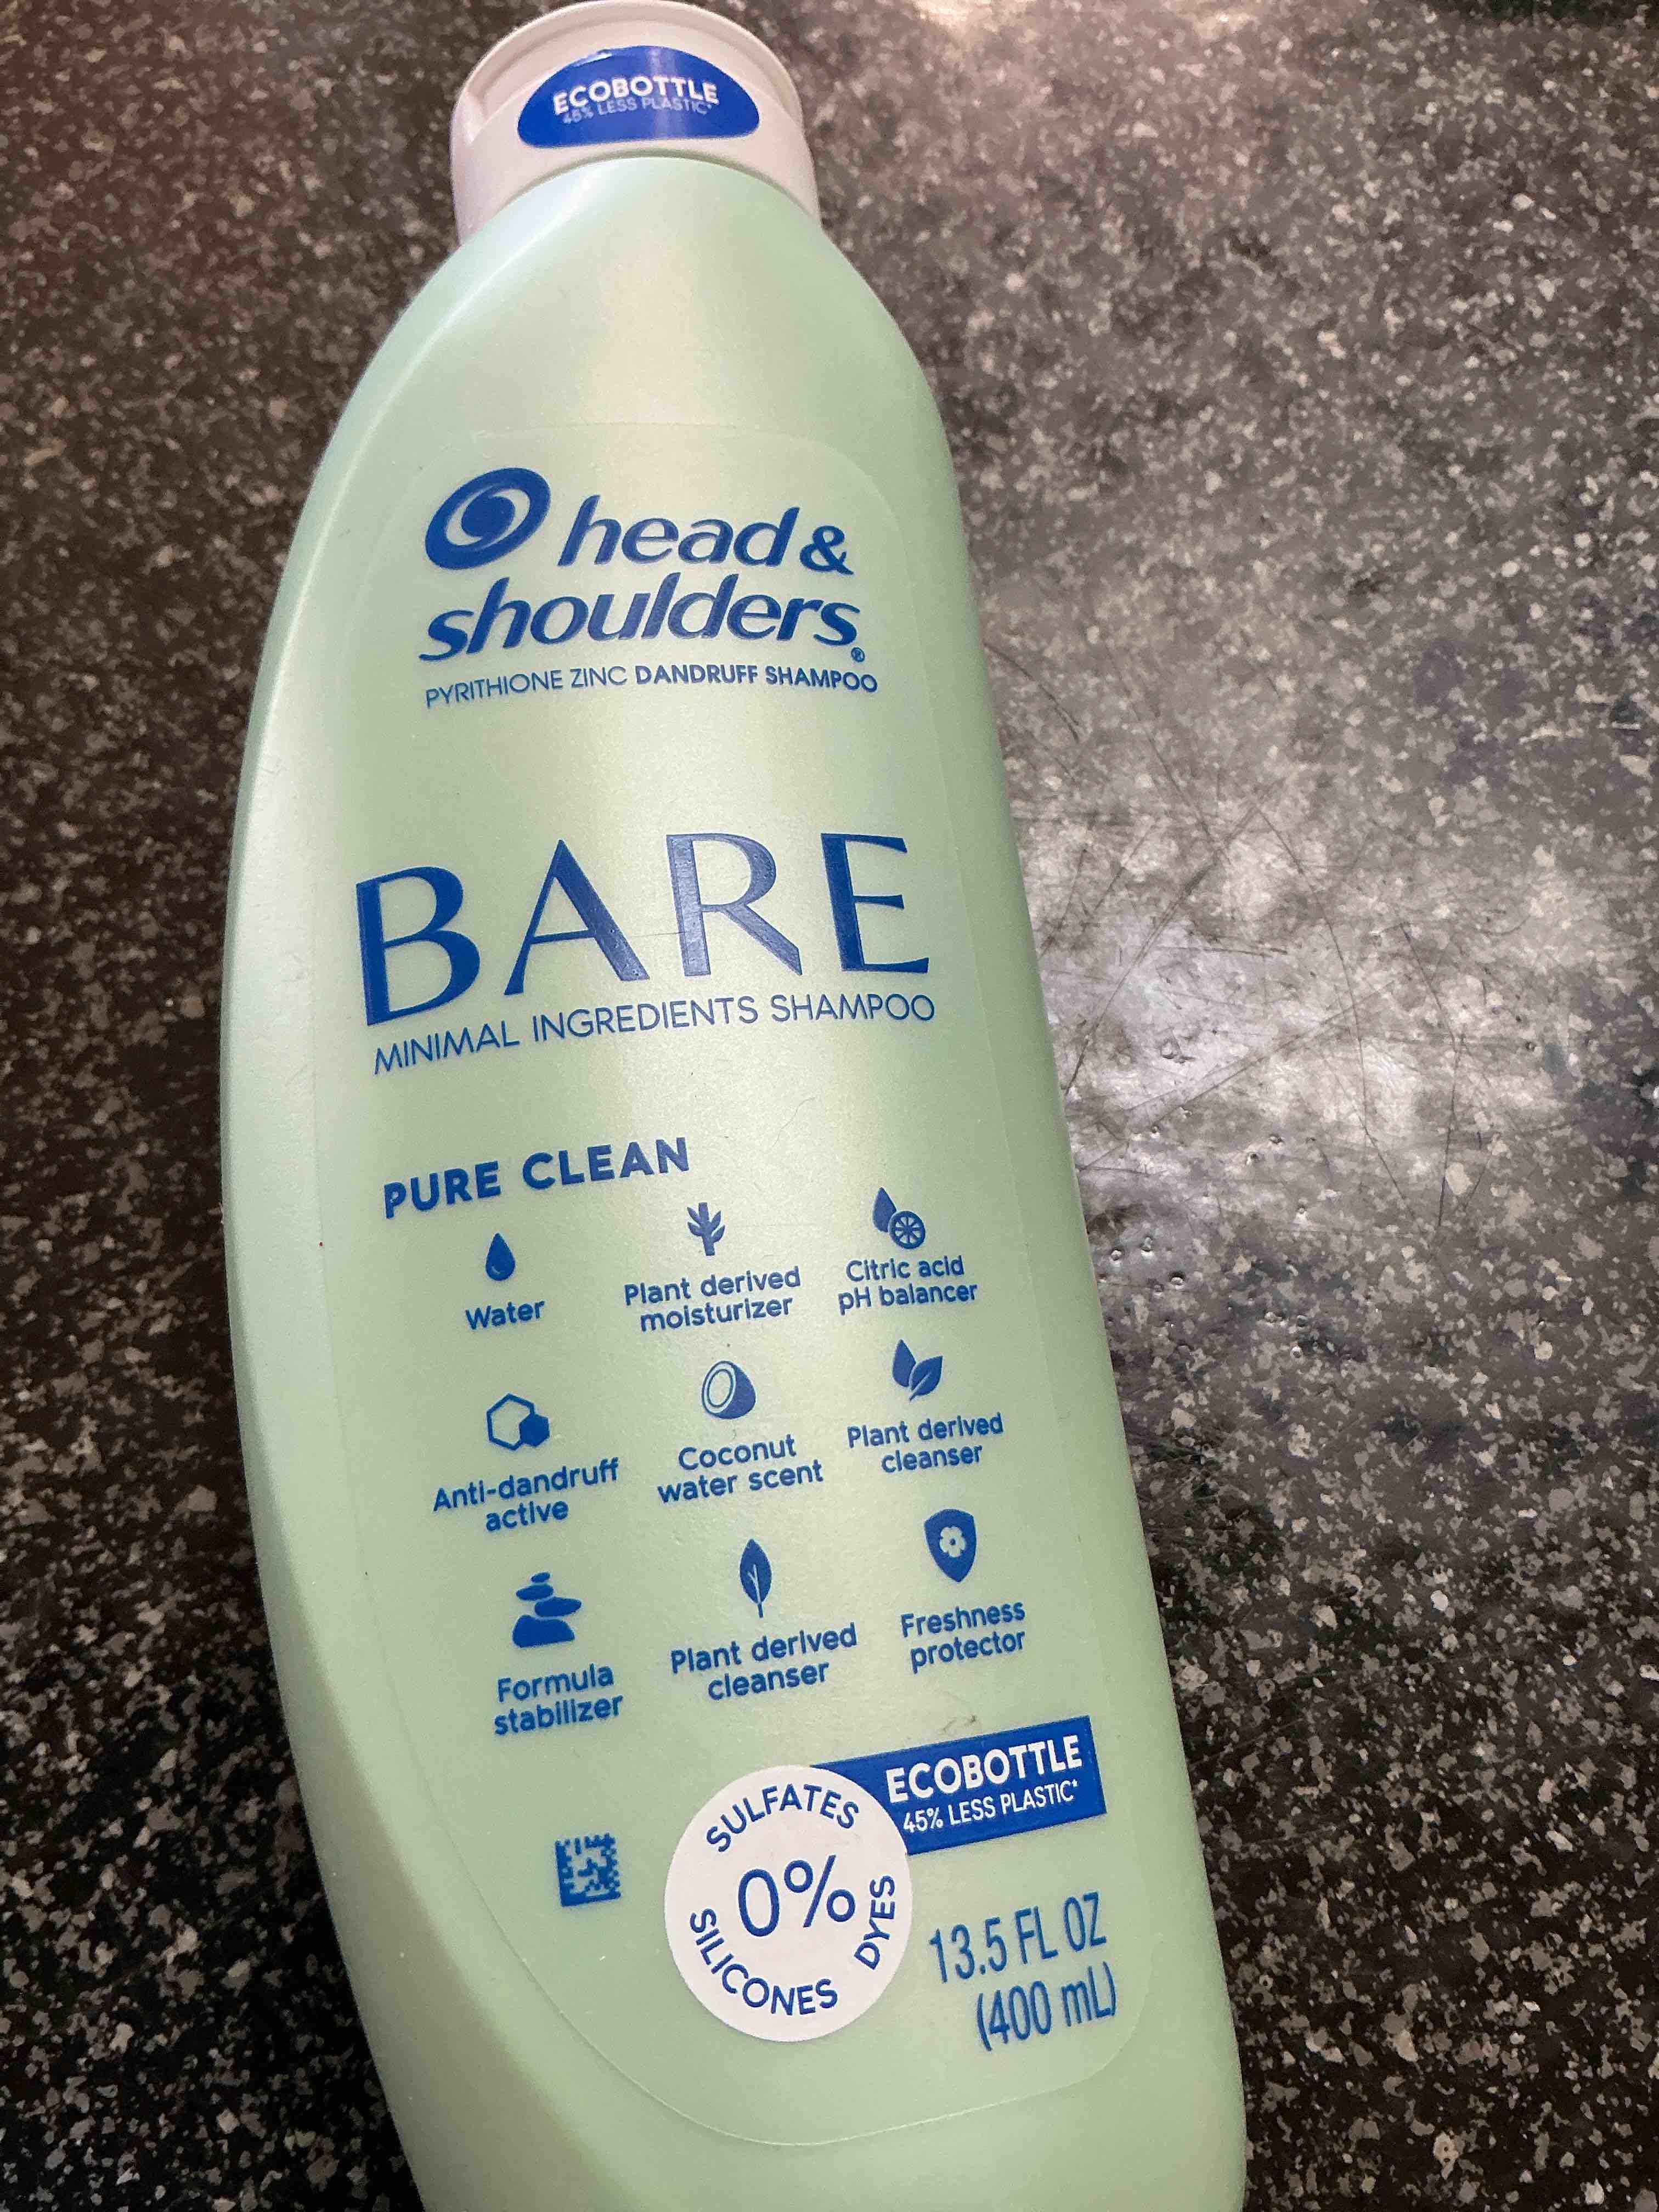 ECOBOTTLE
45% LESS PLASTIC*
head &
shoulders®
PYRITHIONE ZINC DANDRUFF SHAMPOO
BARE
MINIMAL INGREDIENTS SHAMPOO
PURE CLEAN
Water
Plant derived
moisturizer
Citric acid
pH balancer
Anti-dandruff
active
Coconut
water scent
Plant derived
cleanser
Formula
stabilizer
Plant derived
cleanser
Freshness
protector
ECOBOTTLE
45% LESS PLASTIC*
SULFATES
0%
SILICONES
DYES
13.5 FL OZ
(400 mL)